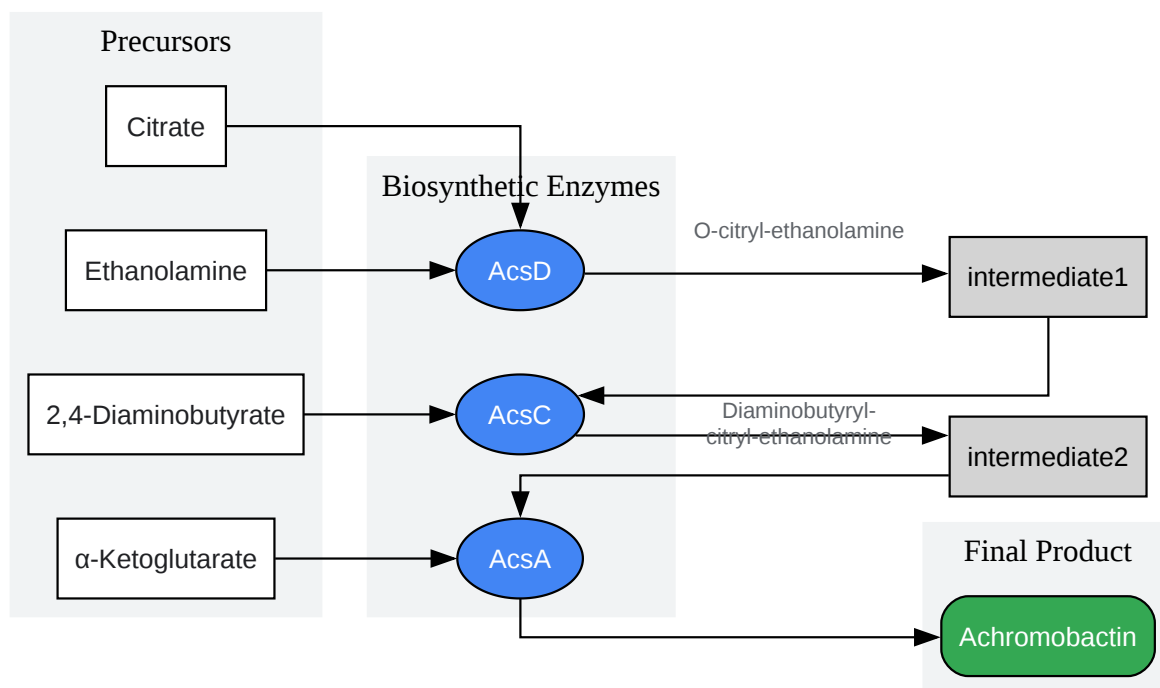 Precursors
Citrate
Biosynthetic Enzymes
O-citryl-ethanolamine
Ethanolamine
AcsD
intermediate1
2,4-Diaminobutyrate
AcsC
Diaminobutyryl-
citryl-ethanolamine
intermediate2
α-Ketoglutarate
AcsA
Final Product
Achromobactin